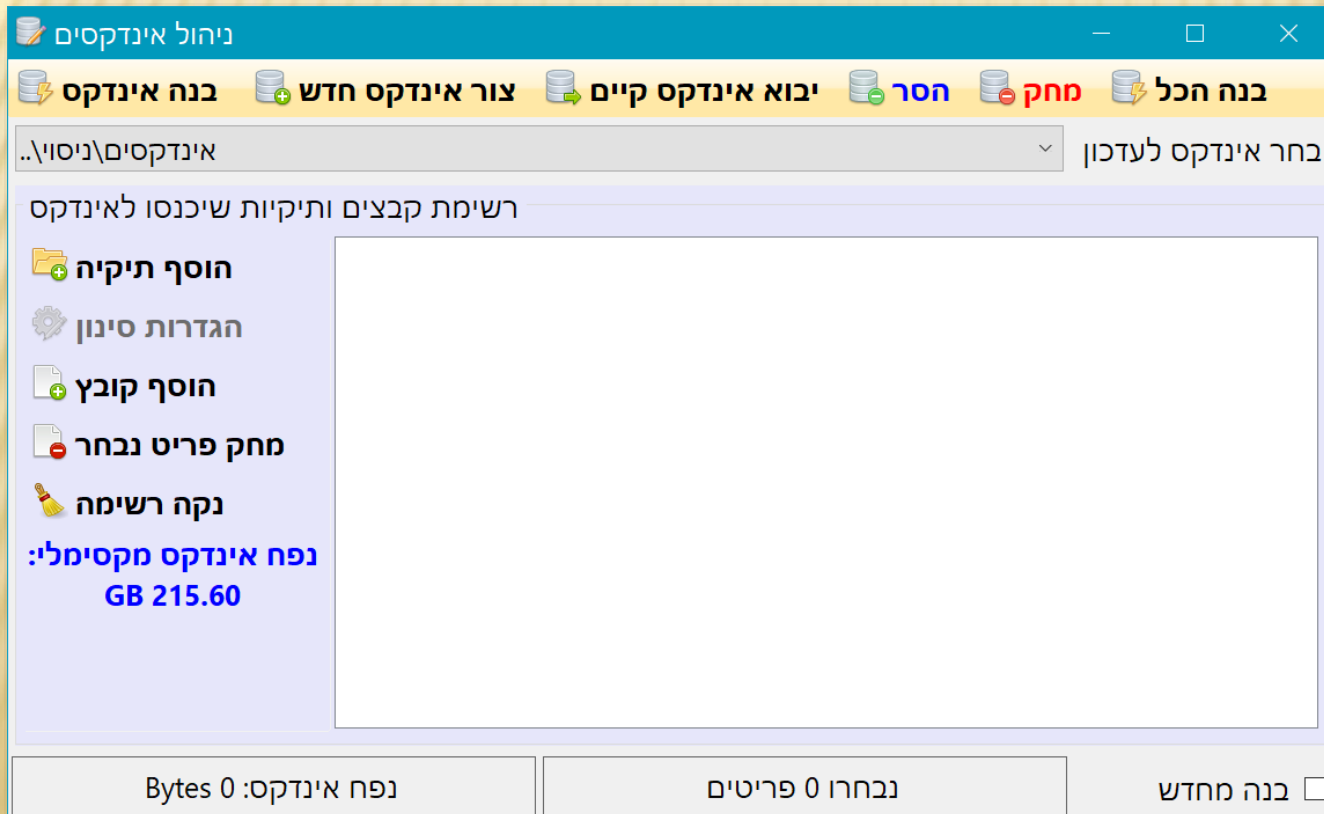 ניהול אינדקסים
בנה אינדקס צור אינדקס חדש יבוא אינדקס קיים הסר מחק בנה הכל
בחר אינדקס לעדכון
..\אינדקסים\ניסוי
רשימת קבצים ותיקיות שיכנסו לאינדקס
הוסף תיקיה
הגדרות סינון
הוסף קובץ
מחק פריט נבחר
נקה רשימה
נפח אינדקס מקסימלי:
215.60 GB
נפח אינדקס: 0 Bytes
נבחרו 0 פריטים
בנה מחדש